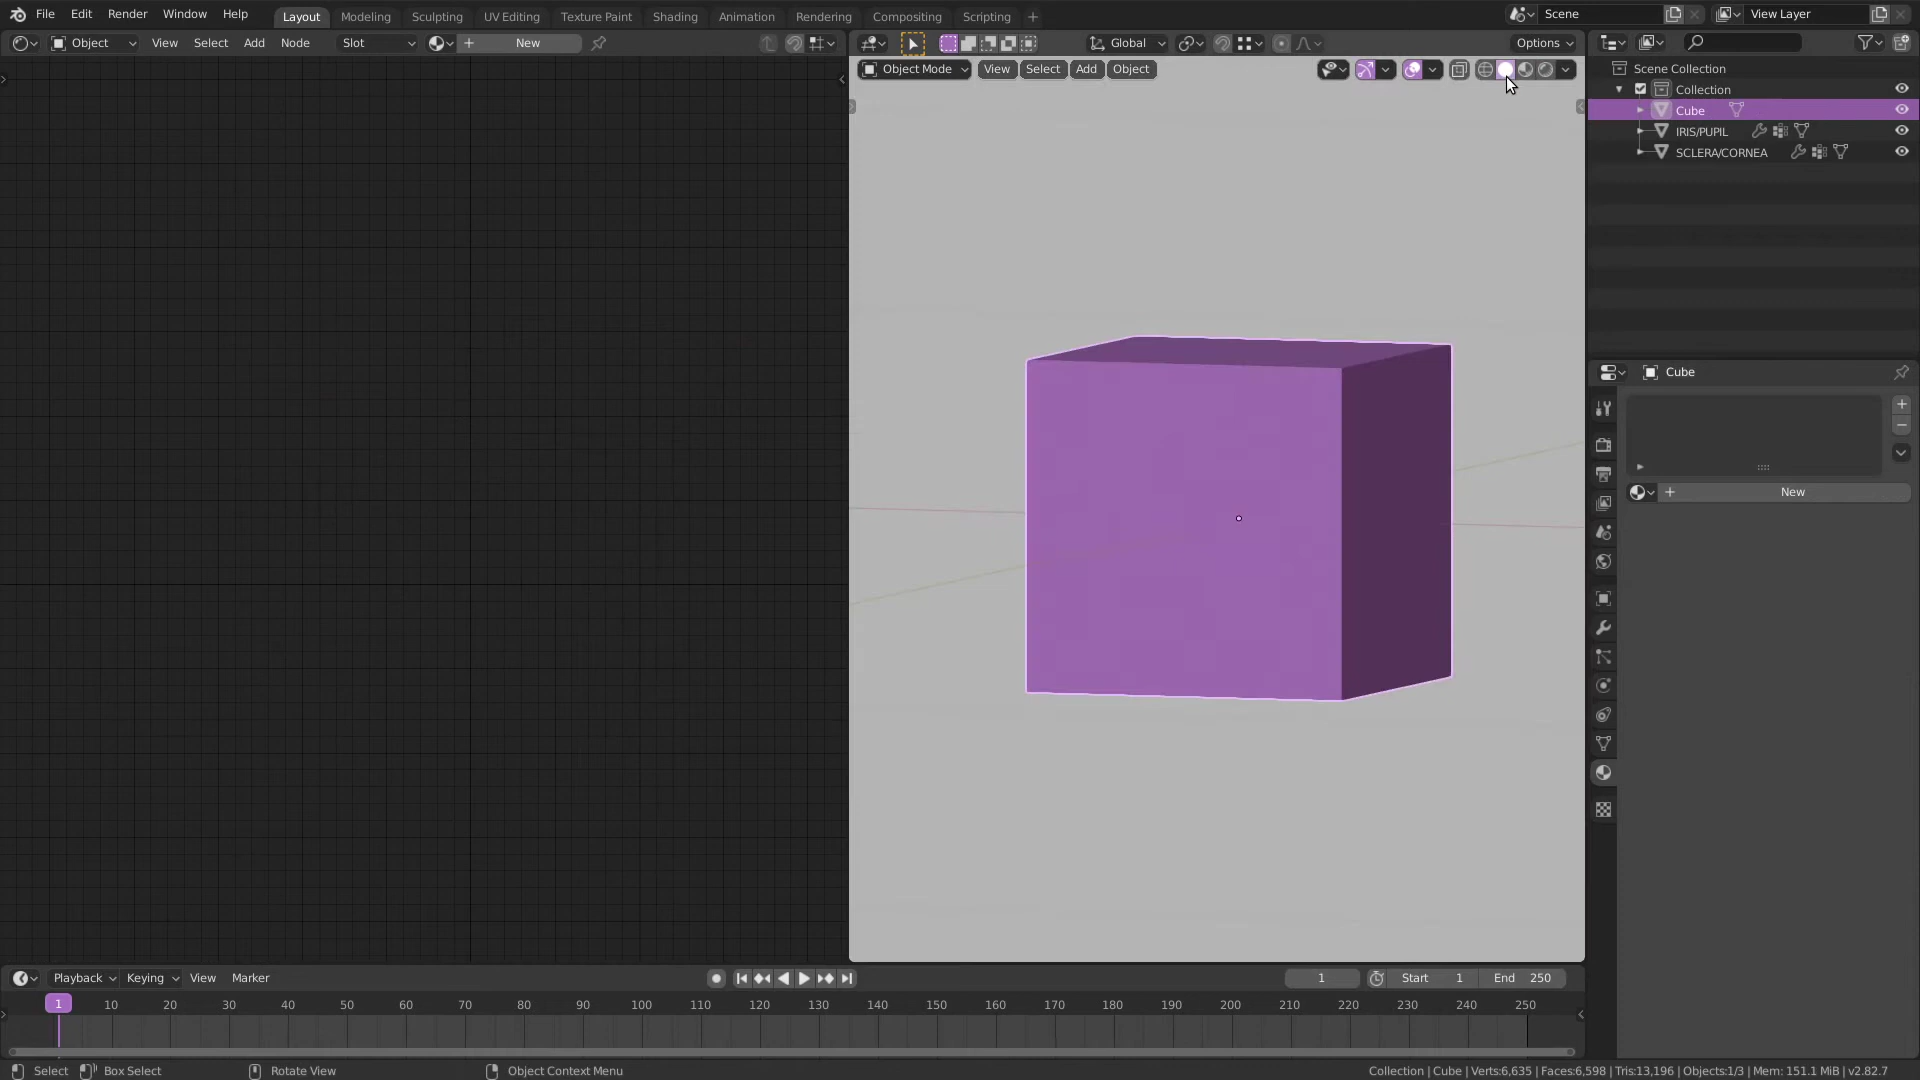 File Edit Render Window Help Layout Modeling Sculpting UV Editing Texture Paint Shading Animation Rendering Compositing Scripting + Scene View Layer
Object View Select Add Node Slot New Global Options
Object Mode View Select Add Object
Scene Collection
Collection
Cube
IRIS/PUPIL
SCLERA/CORNEA
Cube
New
Playback Keying View Marker 1 Start 1 End 250
1 10 20 30 40 50 60 70 80 90 100 110 120 130 140 150 160 170 180 190 200 210 220 230 240 250
Select Box Select Rotate View Object Context Menu Collection | Cube | Verts:6,635 | Faces:6,598 | Tris:13,196 | Objects:1/3 | Mem: 151.1 MiB | v2.82.7